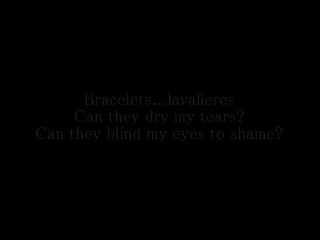 Bracelets...lavalieres
Can they dry my tears?
Can they blind my eyes to shame?